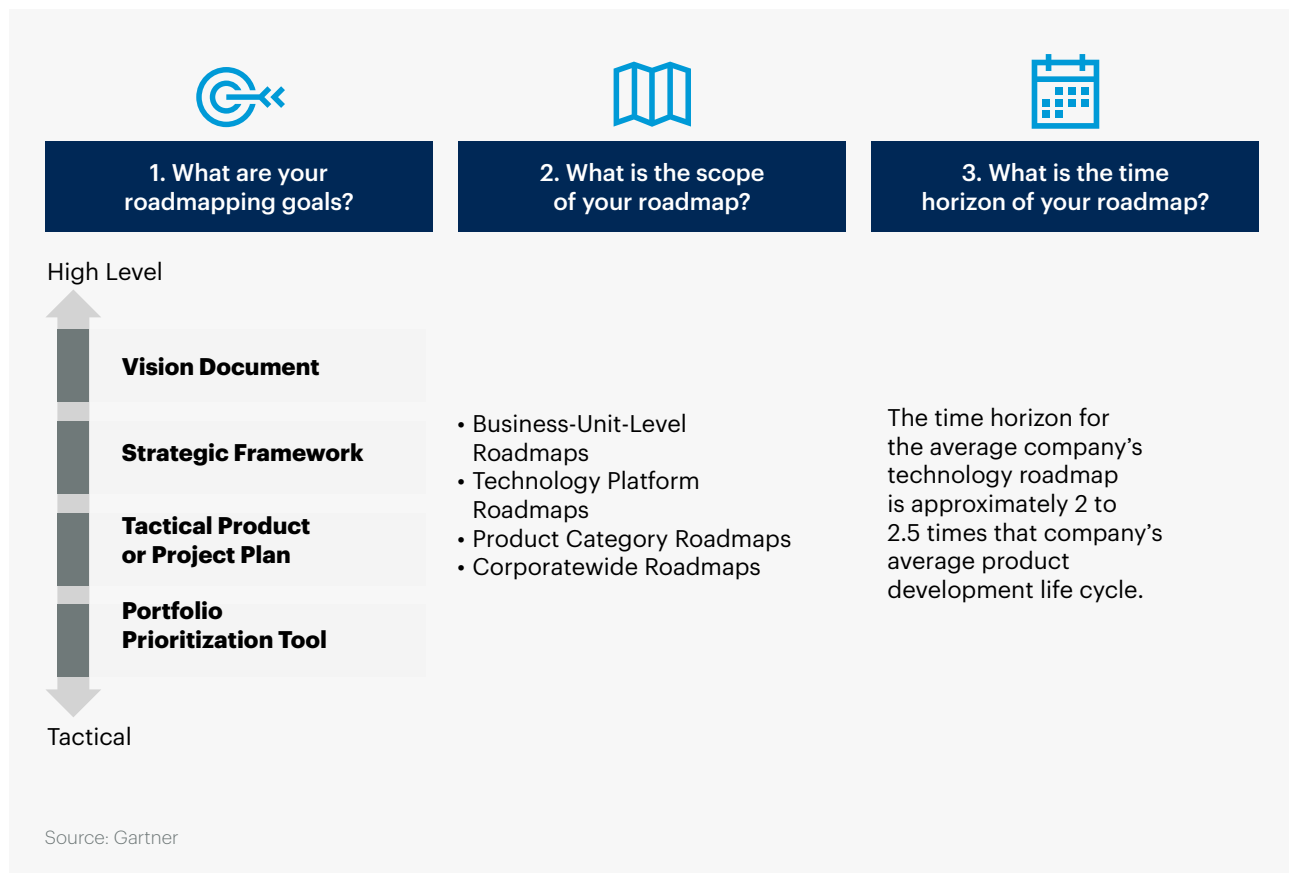 1. What are your
roadmapping goals?
2. What is the scope
of your roadmap?
3. What is the time
horizon of your roadmap?
High Level
Vision Document
Strategic Framework
Tactical Product
or Project Plan
Portfolio
Prioritization Tool
Tactical
• Business-Unit-Level
Roadmaps
• Technology Platform
Roadmaps
• Product Category Roadmaps
• Corporatewide Roadmaps
The time horizon for
the average company’s
technology roadmap
is approximately 2 to
2.5 times that company’s
average product
development life cycle.
Source: Gartner